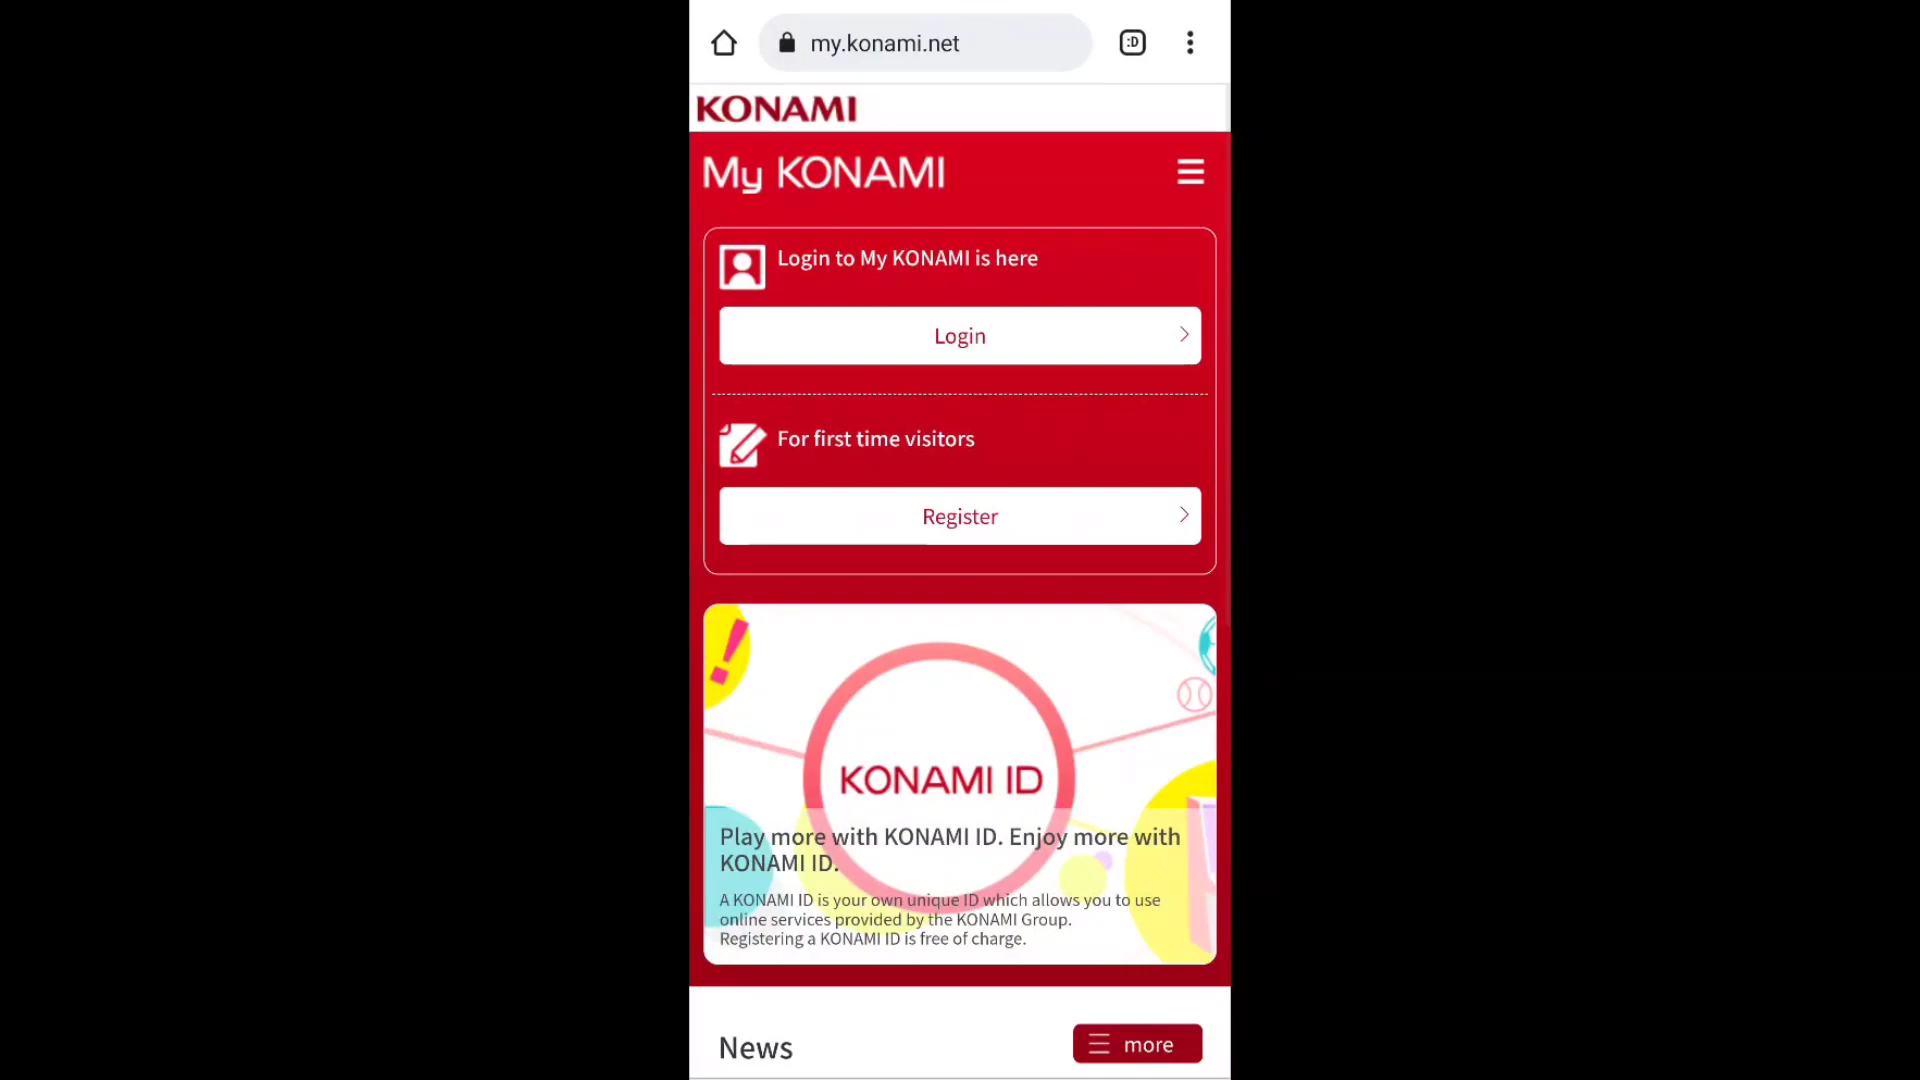 :D
my.konami.net
KONAMI
My KONAMI
Login to My KONAMI is here
Login
For first time visitors
Register
KONAMI ID
Play more with KONAMI ID. Enjoy more with
KONAMI ID.
A KONAMI ID is your own unique ID which allows you to use
online services provided by the KONAMI Group.
Registering a KONAMI ID is free of charge.
News
more